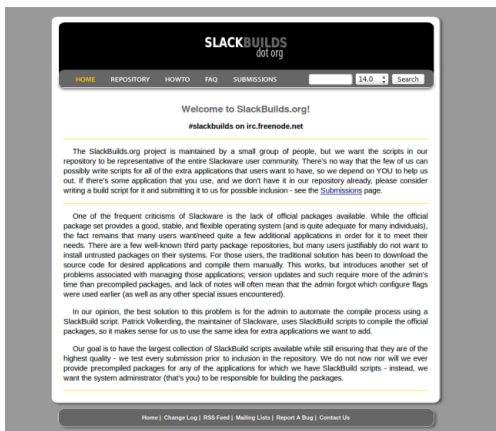 SLACKBUILDS
dot org
HOME REPOSITORY HOWTO FAQ SUBMISSIONS 14.0 Search
Welcome to SlackBuilds.org!
#slackbuilds on irc.freenode.net
The SlackBuilds.org project is maintained by a small group of people, but we want the scripts in our
repository to be representative of the entire Slackware user community. There's no way that the few of us can
possibly write scripts for all of the extra applications that users want to have, so we depend on YOU to help us
out. If there's some application that you use, and we don't have it in our repository already, please consider
writing a build script for it and submitting it to us for possible inclusion - see the Submissions page.
One of the frequent criticisms of Slackware is the lack of official packages available. While the official
package set provides a good, stable, and flexible operating system (and is quite adequate for many individuals),
the fact remains that many users want/need quite a few additional applications in order for it to meet their
needs. There are a few well-known third party package repositories, but many users justifiably do not want to
install untrusted packages on their systems. For those users, the traditional solution has been to download the
source code for desired applications and compile them manually. This works, but introduces another set of
problems associated with managing those applications; version updates and such require more of the admin's
time than precompiled packages, and lack of notes will often mean that the admin forgot which configure flags
were used earlier (as well as any other special issues encountered).
In our opinion, the best solution to this problem is for the admin to automate the compile process using a
SlackBuild script. Patrick Volkerding, the maintainer of Slackware, uses SlackBuild scripts to compile the official
packages, so it makes sense for us to use the same idea for extra applications we want to add.
Our goal is to have the largest collection of SlackBuild scripts available while still ensuring that they are of the
highest quality - we test every submission prior to inclusion in the repository. We do not now nor will we ever
provide precompiled packages for any of the applications for which we have SlackBuild scripts - instead, we
want the system administrator (that's you) to be responsible for building the packages.
Home | Change Log | RSS Feed | Mailing Lists | Report A Bug | Contact Us